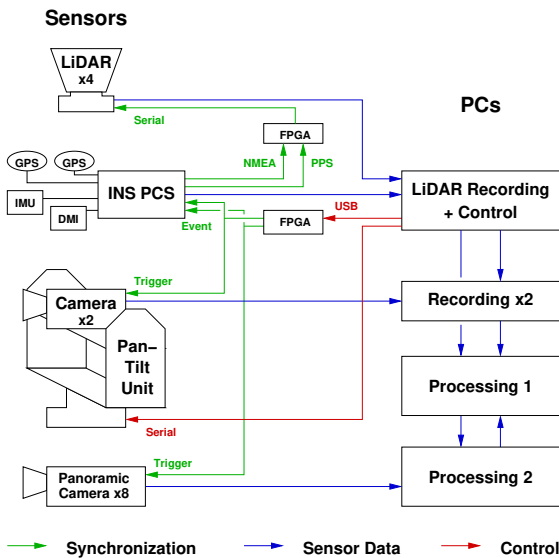 Sensors
LiDAR
x4
PCs
Serial
FPGA
NMEA
PPS
GPS
GPS
INS PCS
IMU
DMI
LiDAR Recording
+ Control
USB
FPGA
Event
Trigger
Camera
x2
Recording x2
Pan-
Tilt
Unit
Processing 1
Serial
Trigger
Panoramic
Camera x8
Processing 2
Synchronization
Sensor Data
Control